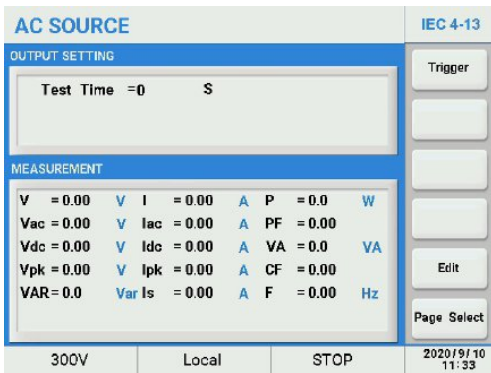 AC SOURCE
IEC 4-13
OUTPUT SETTING
Test Time =0 S
Trigger
MEASUREMENT
V = 0.00 V I = 0.00 A P = 0.0 W
Vac = 0.00 V Iac = 0.00 A PF = 0.00
Vdc = 0.00 V Idc = 0.00 A VA = 0.0 VA
Vpk = 0.00 V Ipk = 0.00 A CF = 0.00
VAR= 0.0 Var Is = 0.00 A F = 0.00 Hz
Edit
Page Select
300V Local STOP 2020/9/10
11:33